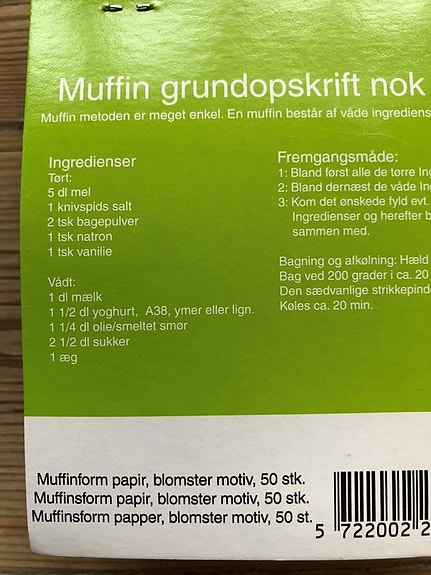 Muffin grundopskrift nok
Muffin metoden er meget enkel. En muffin består af våde ingrediens
Ingredienser
Tørt:
5 dl mel
1 knivspids salt
2 tsk bagepulver
1 tsk natron
1 tsk vanilie
Vådt:
1 dl mælk
1 1/2 dl yoghurt, A38, ymer eller lign.
1 1/4 dl olie/smeltet smør
2 1/2 dl sukker
1 æg
Fremgangsmåde:
1: Bland først alle de tørre In
2: Bland dernæst de våde In
3: Kom det ønskede fyld evt.
Ingredienser og herefter b
sammen med.
Bagning og afkølning: Hæld
Bag ved 200 grader i ca. 20
Den sædvanlige strikkepind
Køles ca. 20 min.
Muffinform papir, blomster motiv, 50 stk.
Muffinsform papir, blomster motiv, 50 stk.
Muffinsform papper, blomster motiv, 50 st.
5 722002 2